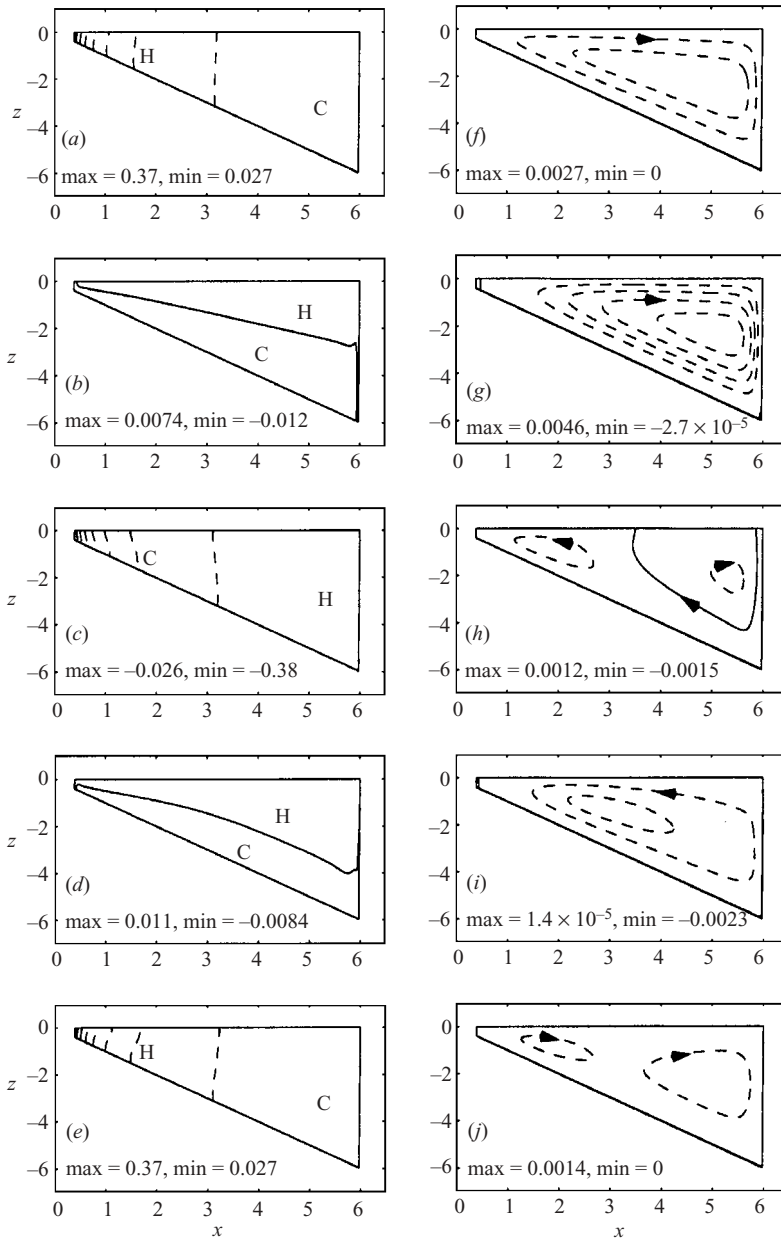 0
−2
z
−4
−6
H
C
(a)
max = 0.37, min = 0.027
0 1 2 3 4 5 6
0
−2
−4
−6
(f)
max = 0.0027, min = 0
0 1 2 3 4 5 6
0
−2
z
−4
−6
H
C
(b)
max = 0.0074, min = −0.012
0 1 2 3 4 5 6
0
−2
−4
−6
(g)
max = 0.0046, min = −2.7 × 10⁻⁵
0 1 2 3 4 5 6
0
−2
z
−4
−6
C
H
(c)
max = −0.026, min = −0.38
0 1 2 3 4 5 6
0
−2
−4
−6
(h)
max = 0.0012, min = −0.0015
0 1 2 3 4 5 6
0
−2
z
−4
−6
H
C
(d)
max = 0.011, min = −0.0084
0 1 2 3 4 5 6
0
−2
−4
−6
(i)
max = 1.4 × 10⁻⁵, min = −0.0023
0 1 2 3 4 5 6
0
−2
z
−4
−6
H
C
(e)
max = 0.37, min = 0.027
0 1 2 3 4 5 6
x
0
−2
−4
−6
(j)
max = 0.0014, min = 0
0 1 2 3 4 5 6
x